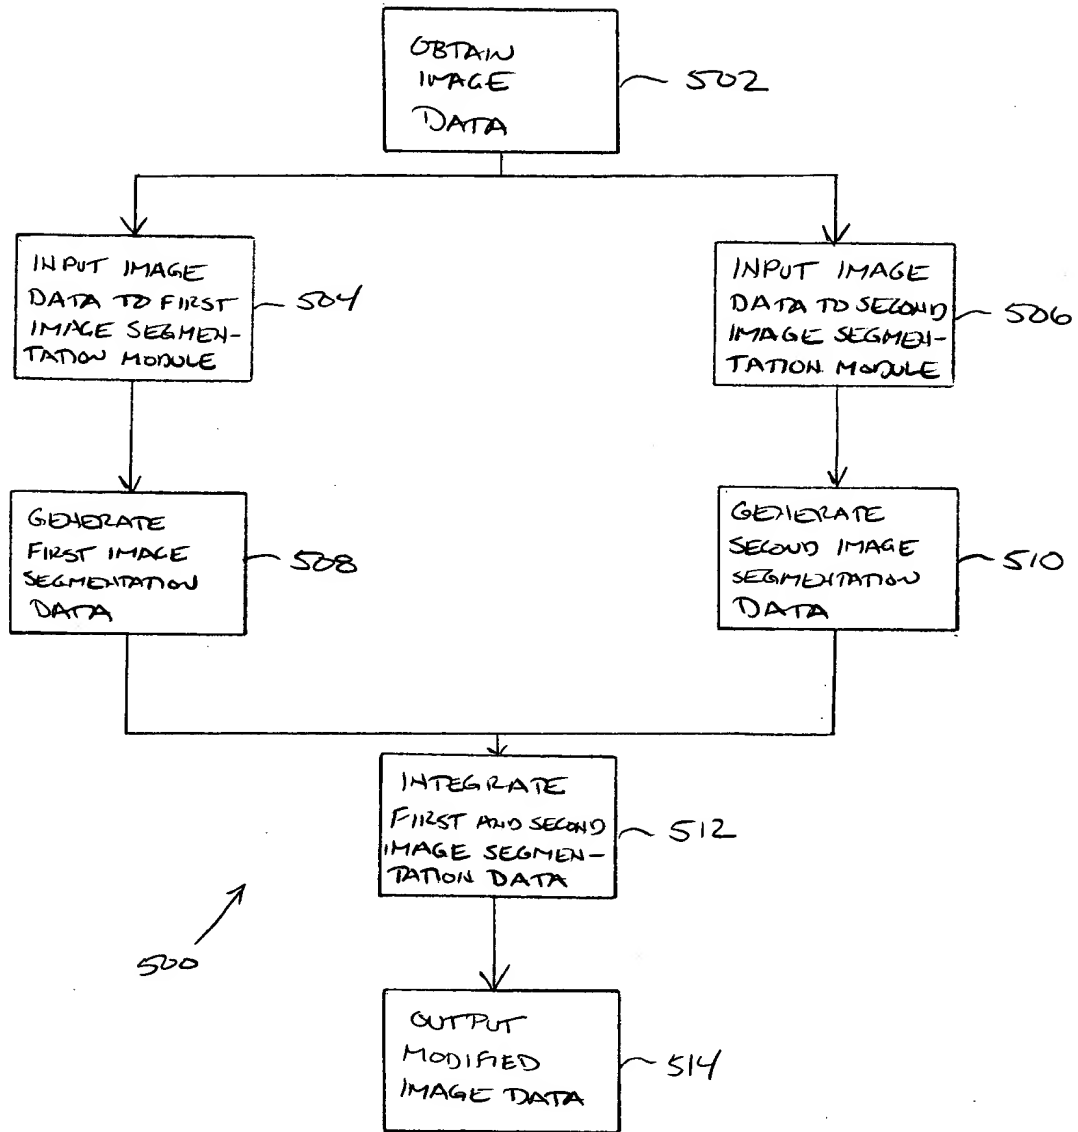 OBTAIN
IMAGE
DATA
502
INPUT IMAGE
DATA TO FIRST
IMAGE SEGMEN-
TATION MODULE
504
INPUT IMAGE
DATA TO SECOND
IMAGE SEGMEN-
TATION MODULE
506
GENERATE
FIRST IMAGE
SEGMENTATION
DATA
508
GENERATE
SECOND IMAGE
SEGMENTATION
DATA
510
INTEGRATE
FIRST AND SECOND
IMAGE SEGMEN-
TATION DATA
512
500
OUTPUT
MODIFIED
IMAGE DATA
514